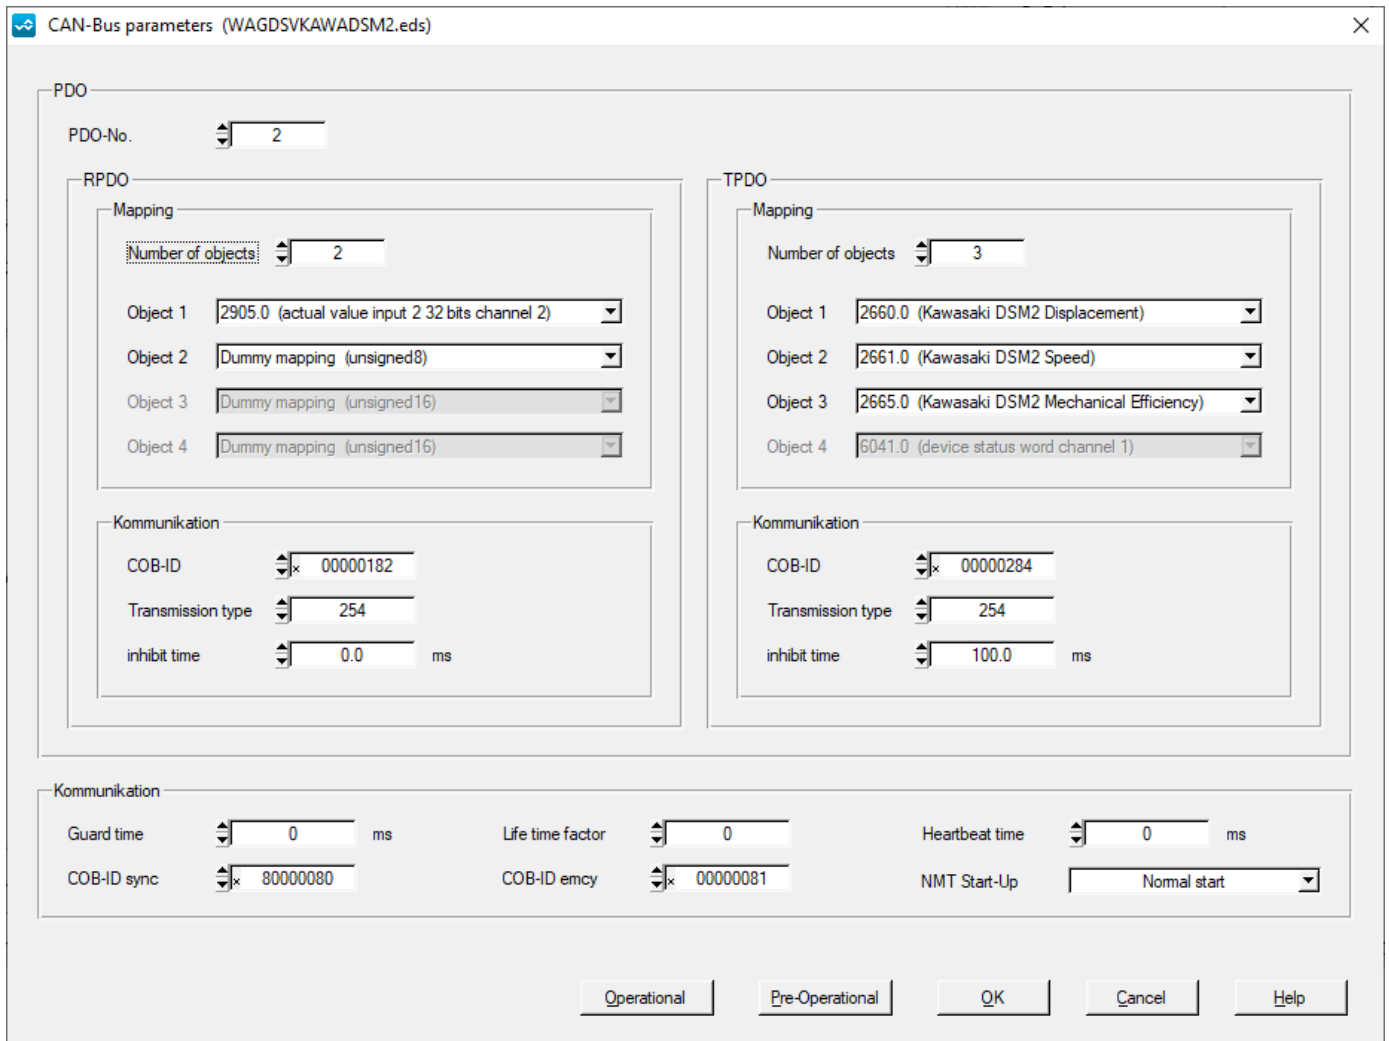 CAN-Bus parameters (WAGDSVKAWADSM2.eds)
PDO
PDO-No. 2
RPDO
Mapping
Number of objects 2
Object 1 2905.0 (actual value input 2 32 bits channel 2)
Object 2 Dummy mapping (unsigned8)
Object 3 Dummy mapping (unsigned16)
Object 4 Dummy mapping (unsigned16)
Kommunikation
COB-ID x 00000182
Transmission type 254
inhibit time 0.0 ms
TPDO
Mapping
Number of objects 3
Object 1 2660.0 (Kawasaki DSM2 Displacement)
Object 2 2661.0 (Kawasaki DSM2 Speed)
Object 3 2665.0 (Kawasaki DSM2 Mechanical Efficiency)
Object 4 6041.0 (device status word channel 1)
Kommunikation
COB-ID x 00000284
Transmission type 254
inhibit time 100.0 ms
Kommunikation
Guard time 0 ms Life time factor 0 Heartbeat time 0 ms
COB-ID sync x 80000080 COB-ID emcy x 00000081 NMT Start-Up Normal start
Operational Pre-Operational OK Cancel Help